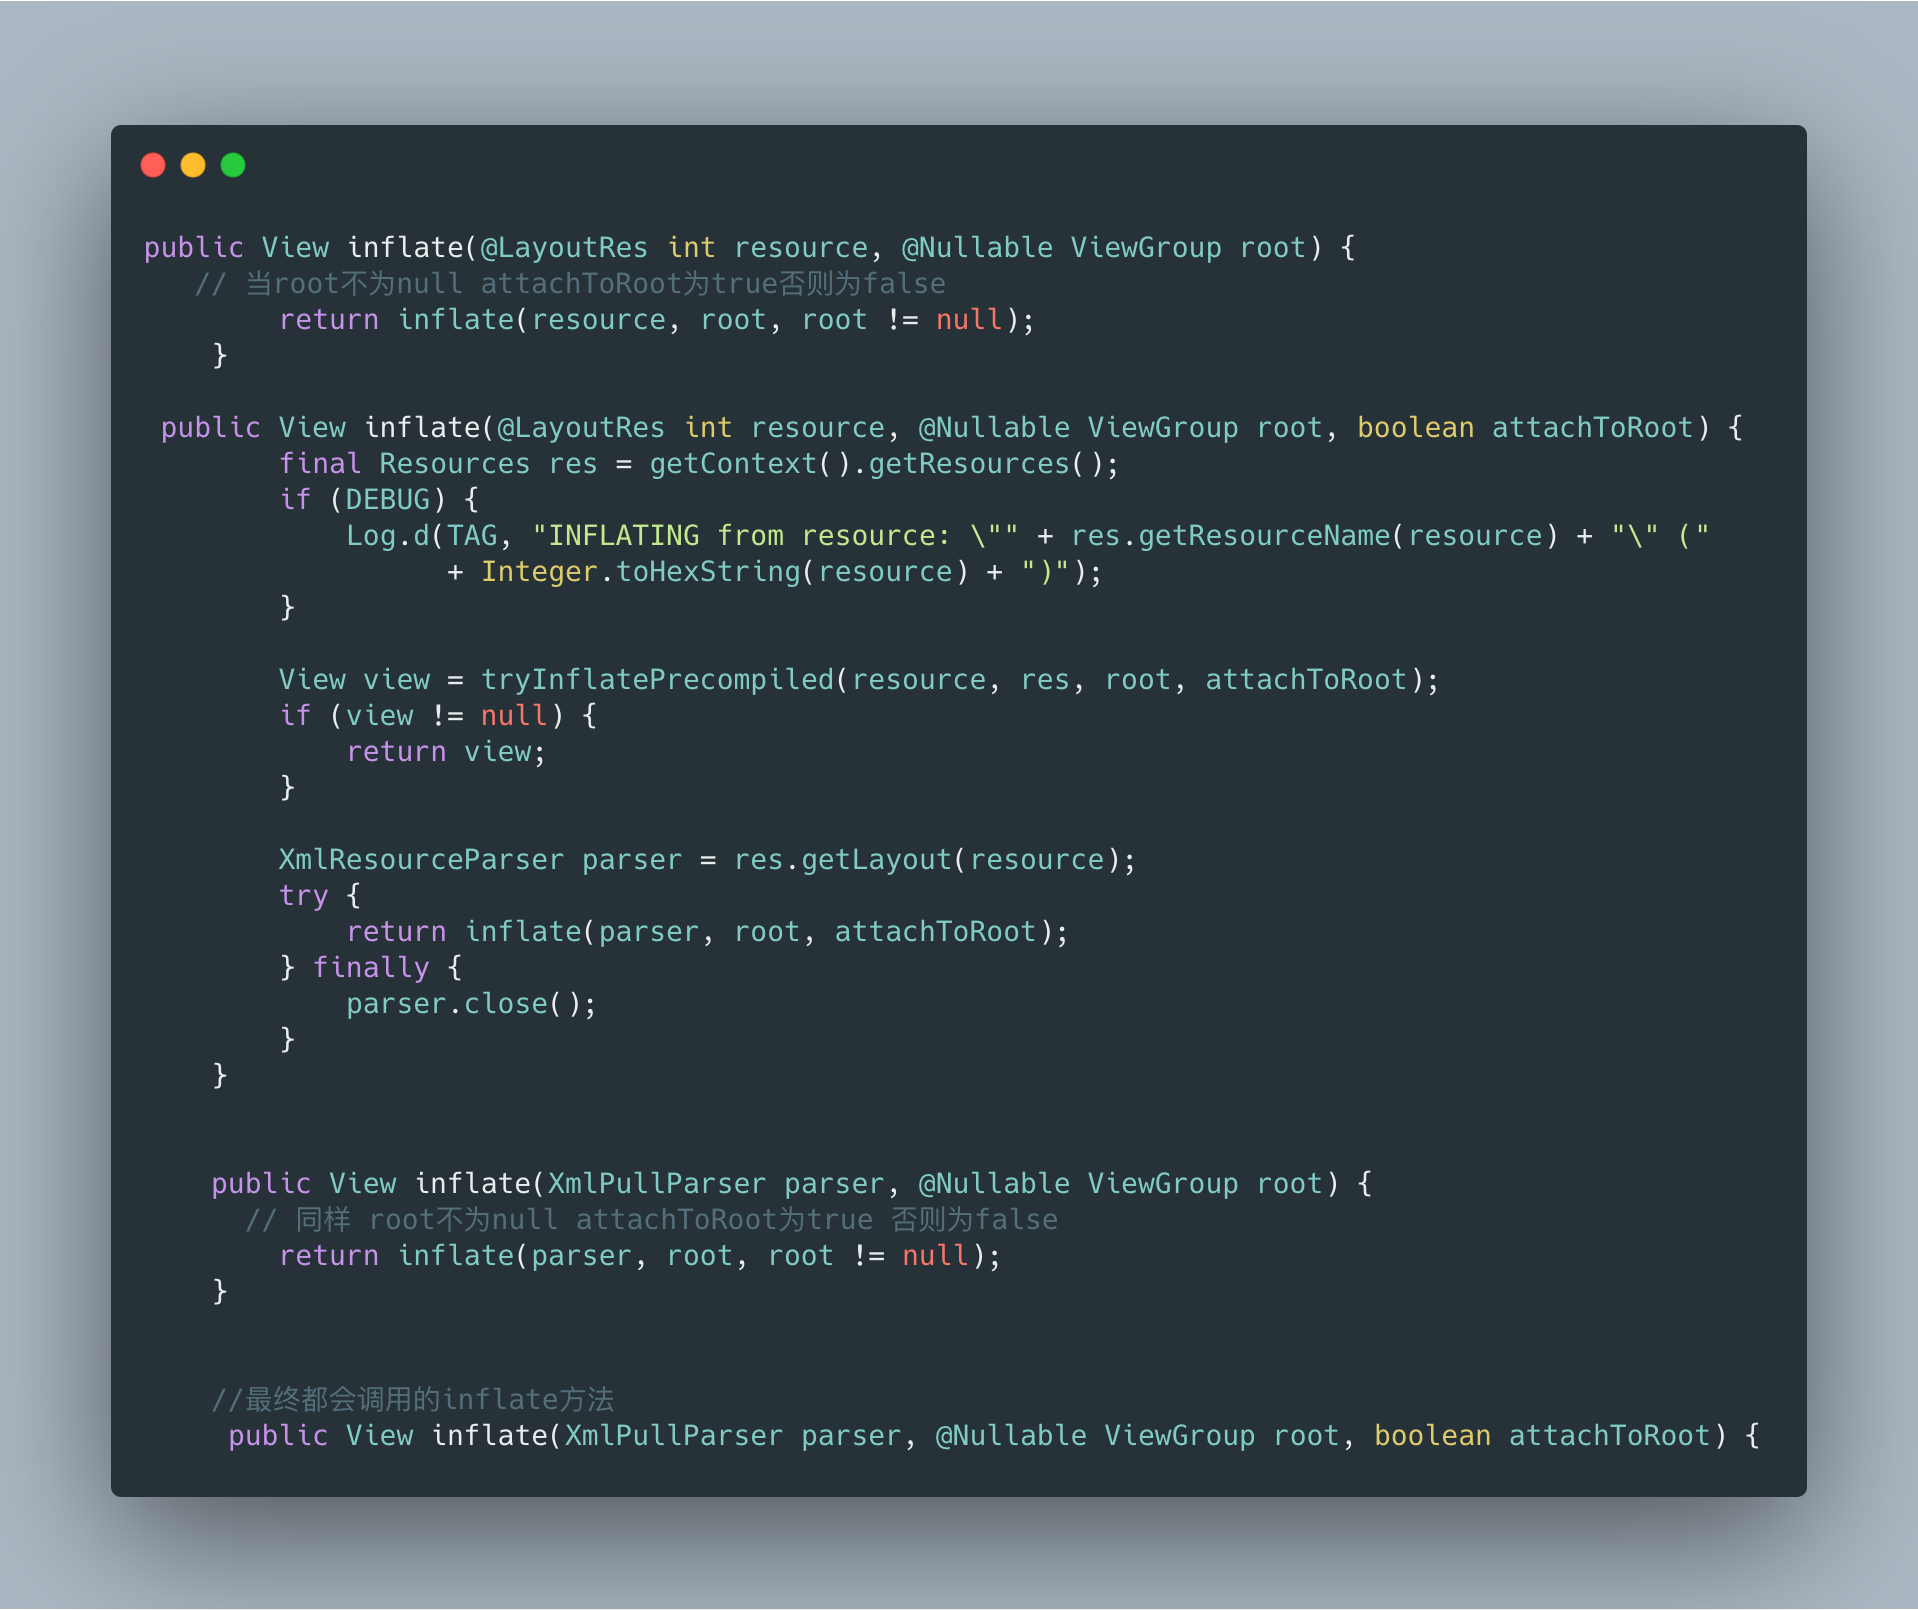 public View inflate(@LayoutRes int resource, @Nullable ViewGroup root) {
   // 当root不为null attachToRoot为true否则为false
        return inflate(resource, root, root != null);
    }

 public View inflate(@LayoutRes int resource, @Nullable ViewGroup root, boolean attachToRoot) {
        final Resources res = getContext().getResources();
        if (DEBUG) {
            Log.d(TAG, "INFLATING from resource: \"" + res.getResourceName(resource) + "\" ("
                  + Integer.toHexString(resource) + ")");
        }

        View view = tryInflatePrecompiled(resource, res, root, attachToRoot);
        if (view != null) {
            return view;
        }

        XmlResourceParser parser = res.getLayout(resource);
        try {
            return inflate(parser, root, attachToRoot);
        } finally {
            parser.close();
        }
    }


    public View inflate(XmlPullParser parser, @Nullable ViewGroup root) {
      // 同样 root不为null attachToRoot为true 否则为false
        return inflate(parser, root, root != null);
    }


    //最终都会调用的inflate方法
     public View inflate(XmlPullParser parser, @Nullable ViewGroup root, boolean attachToRoot) {